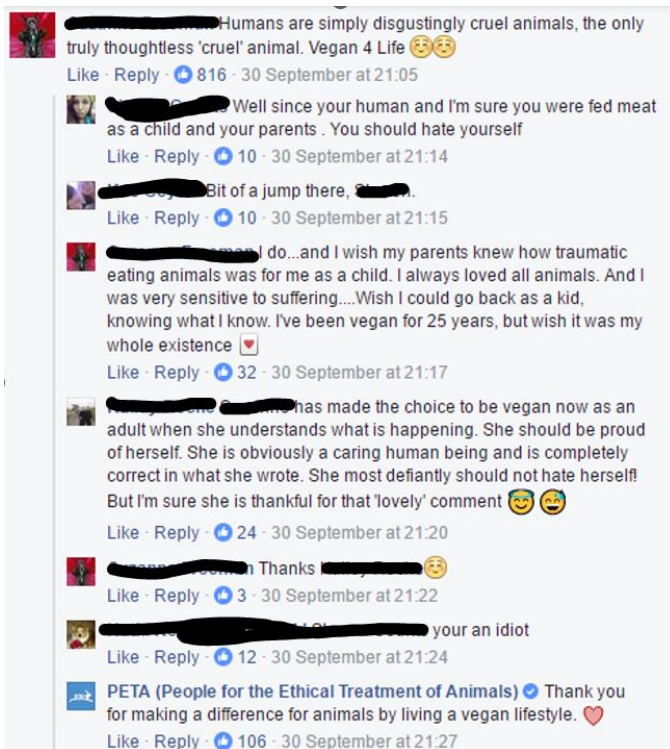 Humans are simply disgustingly cruel animals, the only
truly thoughtless 'cruel' animal. Vegan 4 Life
Like · Reply · 816 · 30 September at 21:05
Well since your human and I'm sure you were fed meat
as a child and your parents . You should hate yourself
Like · Reply · 10 · 30 September at 21:14
Bit of a jump there,
Like · Reply · 10 · 30 September at 21:15
I do...and I wish my parents knew how traumatic
eating animals was for me as a child. I always loved all animals. And I
was very sensitive to suffering....Wish I could go back as a kid,
knowing what I know. I've been vegan for 25 years, but wish it was my
whole existence
Like · Reply · 32 · 30 September at 21:17
has made the choice to be vegan now as an
adult when she understands what is happening. She should be proud
of herself. She is obviously a caring human being and is completely
correct in what she wrote. She most defiantly should not hate herself!
But I'm sure she is thankful for that 'lovely' comment
Like · Reply · 24 · 30 September at 21:20
Thanks
Like · Reply · 3 · 30 September at 21:22
your an idiot
Like · Reply · 12 · 30 September at 21:24
PETA (People for the Ethical Treatment of Animals) Thank you
for making a difference for animals by living a vegan lifestyle.
Like · Reply · 106 · 30 September at 21:27